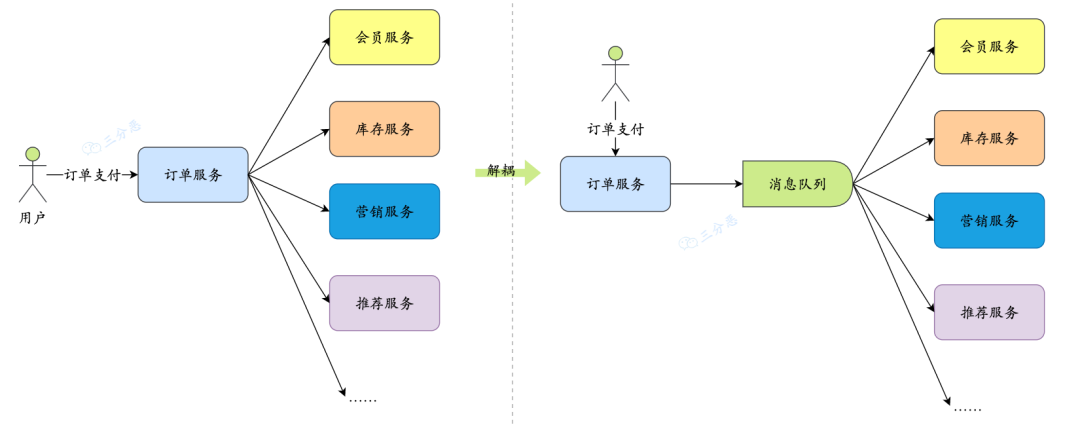 会员服务
三分恶
库存服务
订单支付
订单服务
用户
营销服务
推荐服务
……
解耦
订单支付
订单服务
消息队列
三分恶
会员服务
库存服务
营销服务
推荐服务
……